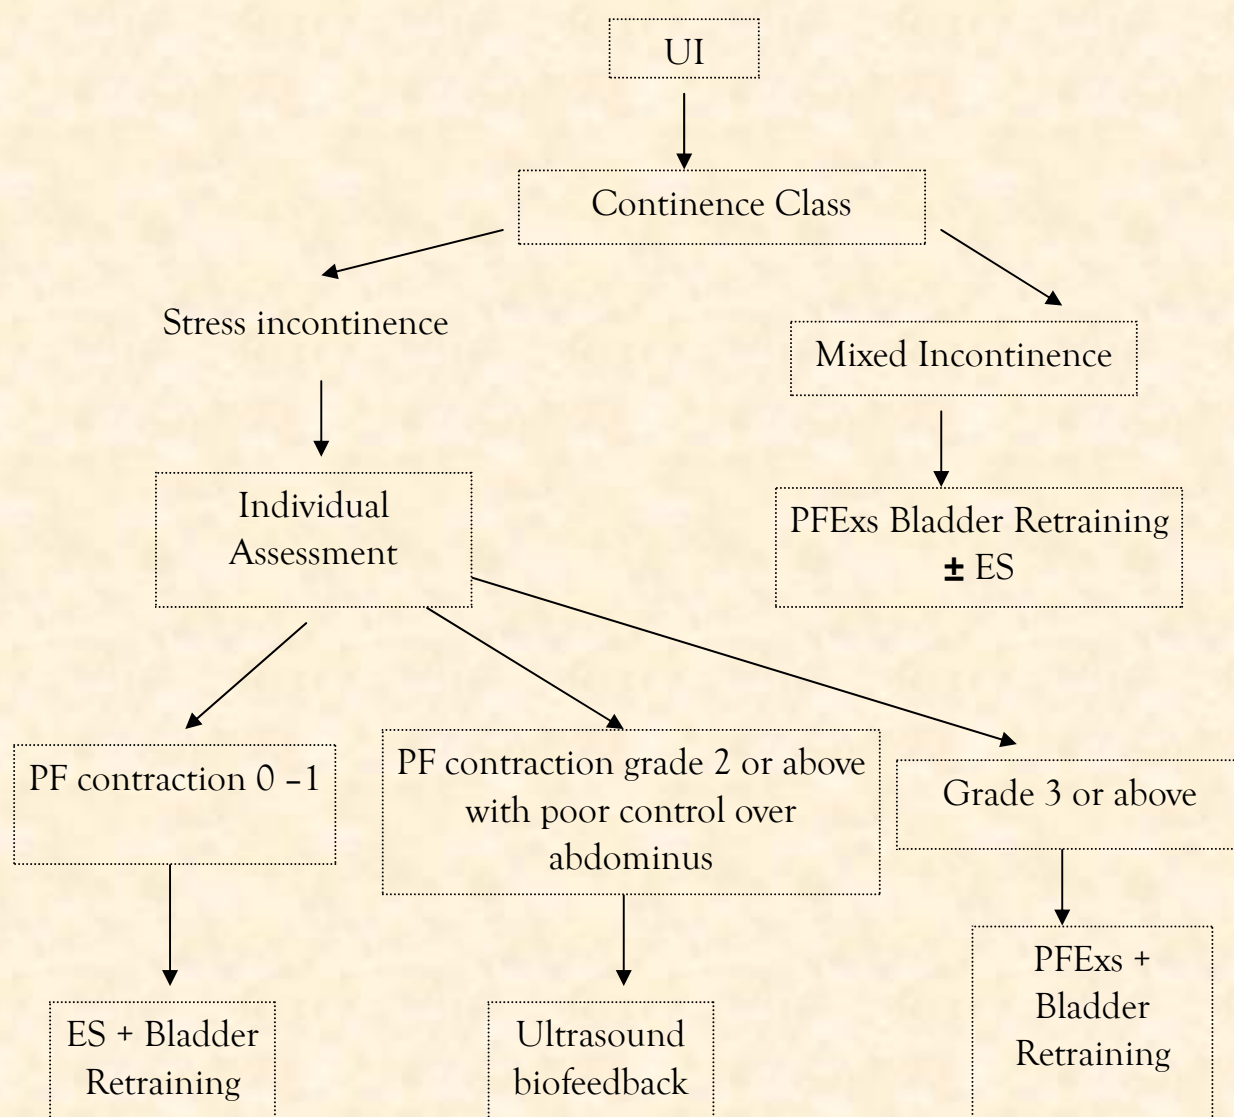 UI
Continence Class
Stress incontinence
Mixed Incontinence
Individual
Assessment
PFExs Bladder Retraining
± ES
PF contraction 0 –1
PF contraction grade 2 or above
with poor control over
abdominus
Grade 3 or above
ES + Bladder
Retraining
Ultrasound
biofeedback
PFExs +
Bladder
Retraining